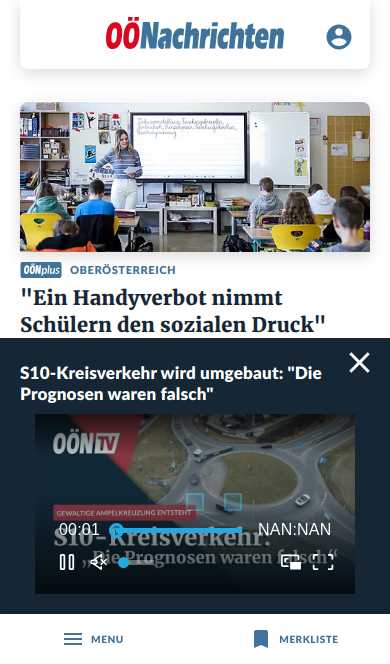 OÖNachrichten
OÖNplus OBERÖSTERREICH
"Ein Handyverbot nimmt
Schülern den sozialen Druck"
S10-Kreisverkehr wird umgebaut: "Die
Prognosen waren falsch"
OÖNTV
GEWALTIGE AMPELKREUZUNG ENTSTEHT
00:01 NAN:NAN
S10-Kreisverkehr:
„Die Prognosen waren falsch“
MENU MERKLISTE